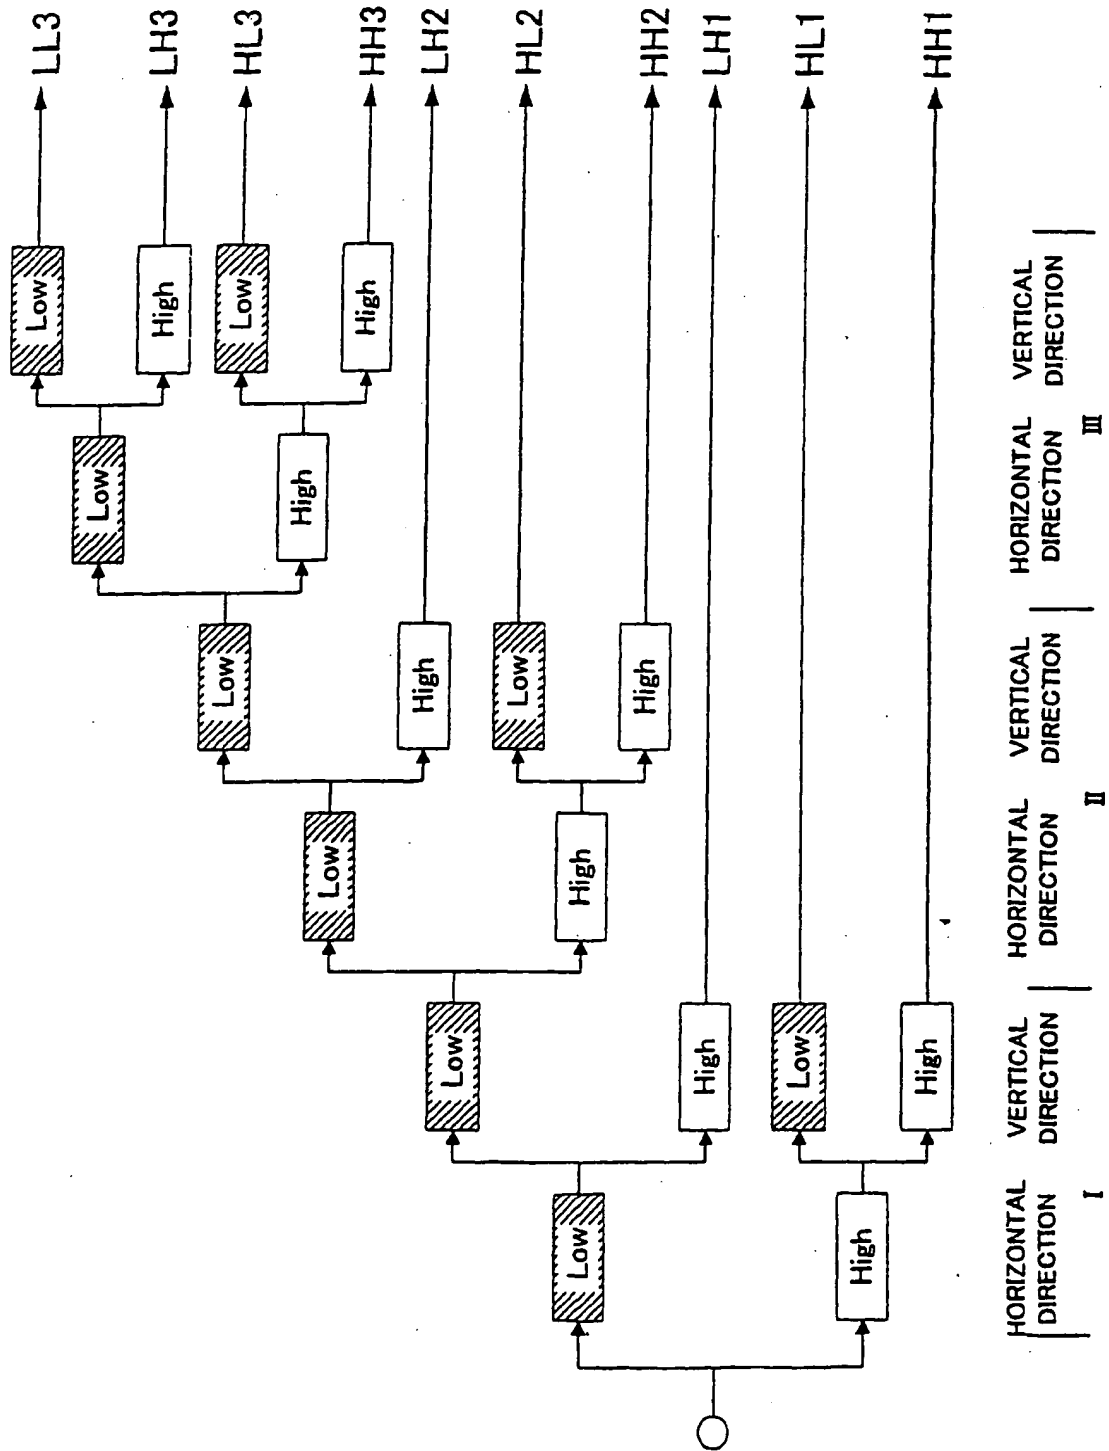 LL3
LH3
HL3
HH3
LH2
HL2
HH2
LH1
HL1
HH1
Low
High
Low
High
Low
High
Low
High
Low
High
Low
High
Low
High
Low
High
Low
High
HORIZONTAL
DIRECTION
VERTICAL
DIRECTION
I
HORIZONTAL
DIRECTION
VERTICAL
DIRECTION
II
HORIZONTAL
DIRECTION
VERTICAL
DIRECTION
III